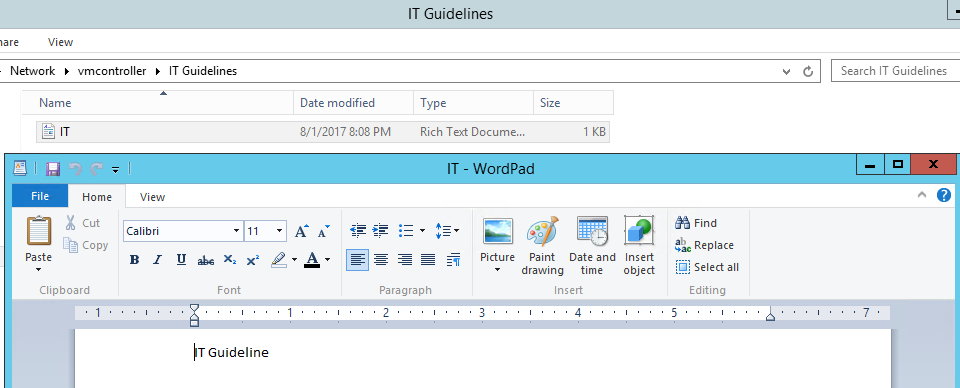 IT Guidelines
hare View
Network vmcontroller IT Guidelines Search IT Guidelines
Name Date modified Type Size
IT 8/1/2017 8:08 PM Rich Text Docume... 1 KB
IT - WordPad
File Home View
Paste Cut Copy
Calibri 11
A A
B I U abc X₂ X² A
Picture Paint drawing Date and time Insert object
Find
Replace
Select all
Clipboard Font Paragraph Insert Editing
1 1 2 3 4 5 7
IT Guideline